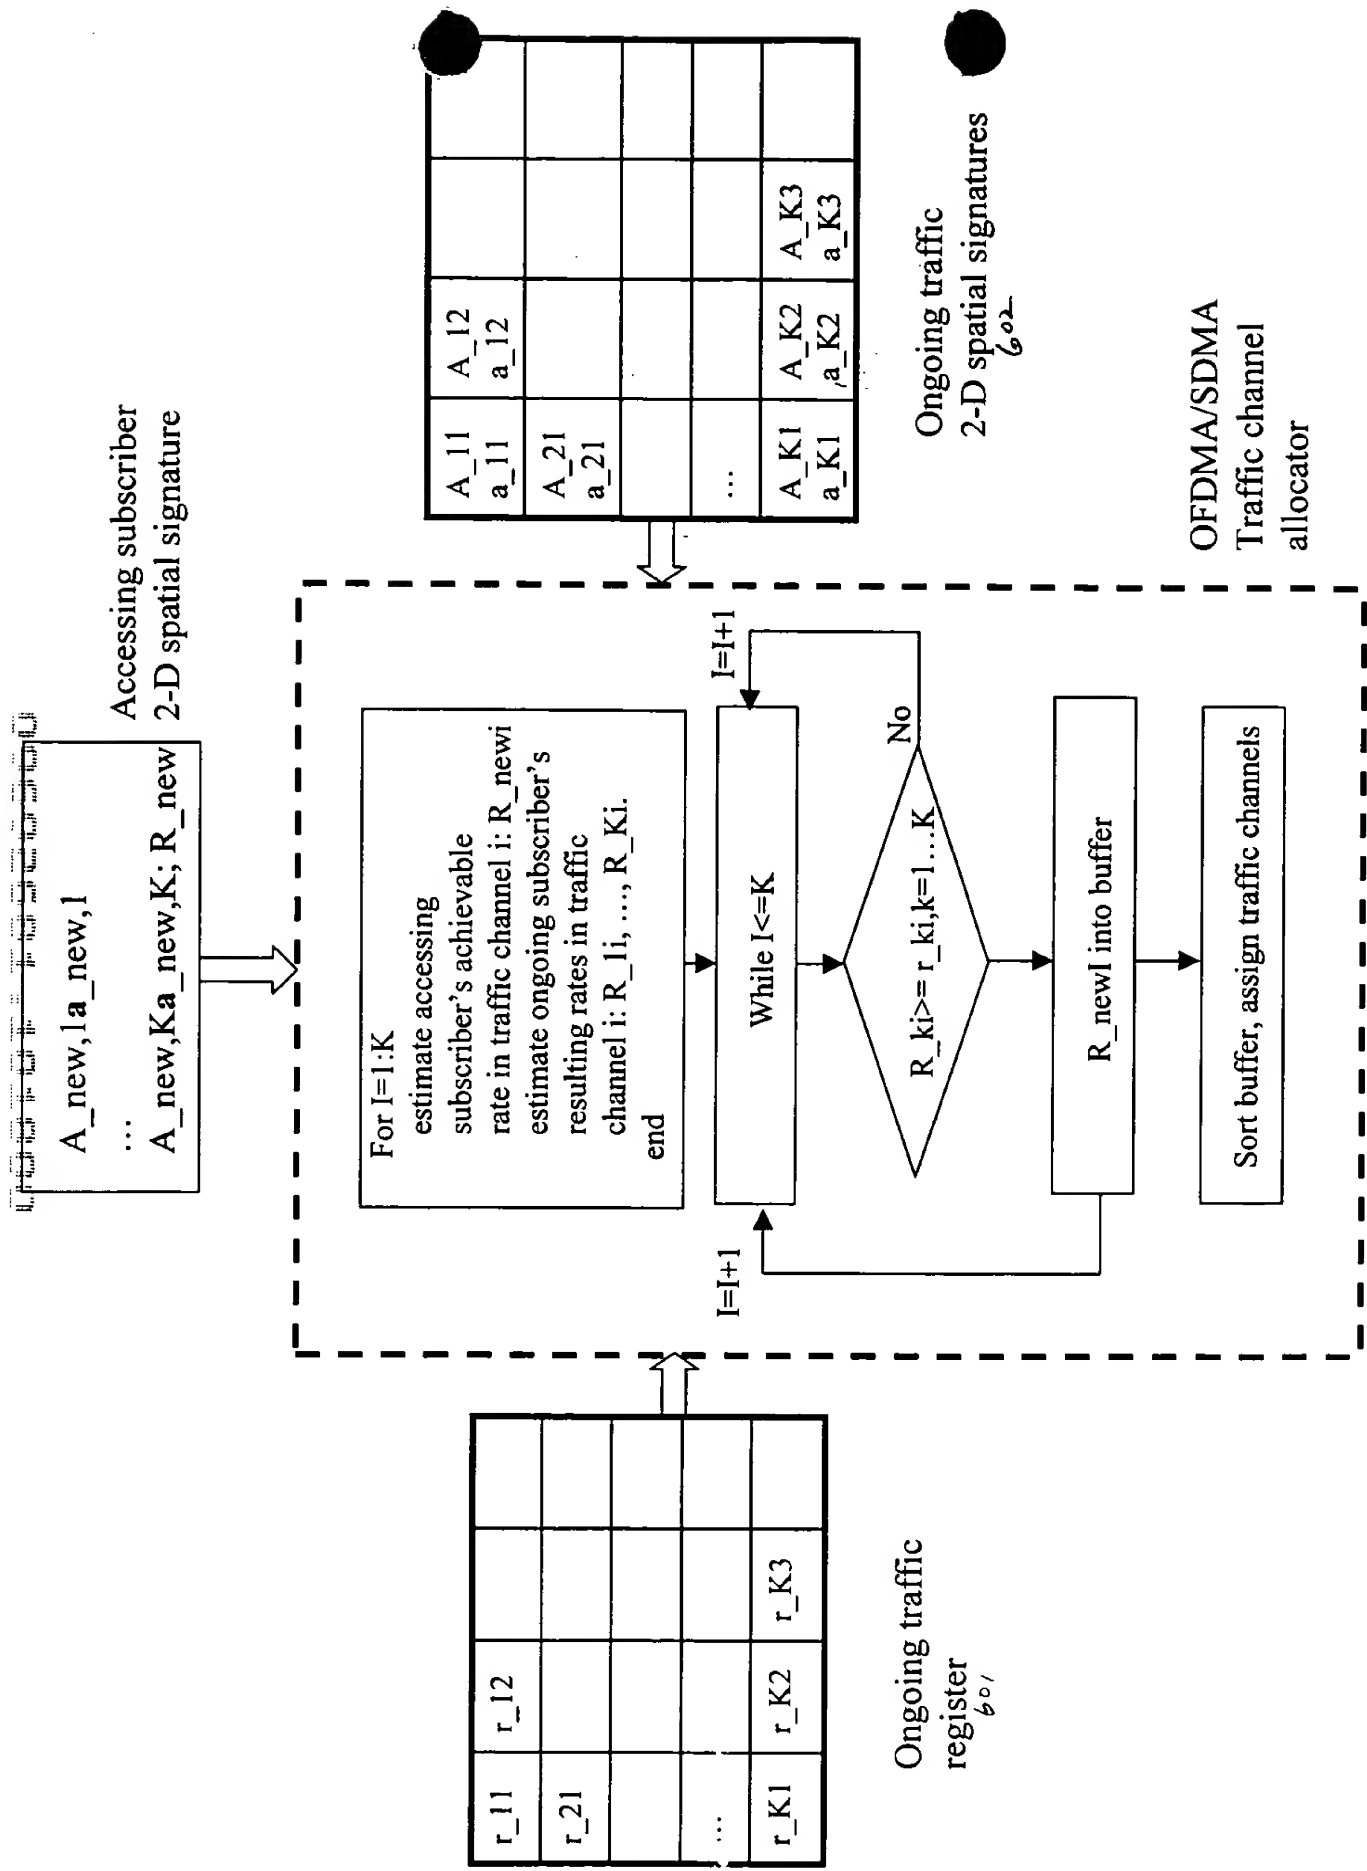 Accessing subscriber
2-D spatial signature
A_new,1a_new,1
...
A_new,Ka_new,K; R_new
r_11 r_12
r_21
...
r_K1 r_K2 r_K3
Ongoing traffic
register
601
For I=1:K
estimate accessing
subscriber's achievable
rate in traffic channel i: R_newi
estimate ongoing subscriber's
resulting rates in traffic
channel i: R_1i, ..., R_Ki.
end
I=I+1
While I<=K
I=I+1
R_ki>= r_ki,k=1...K
No
R_newI into buffer
Sort buffer, assign traffic channels
A_11 A_12
a_11 a_12
A_21
a_21
...
A_K1 A_K2 A_K3
a_K1 a_K2 a_K3
Ongoing traffic
2-D spatial signatures
602
OFDMA/SDMA
Traffic channel
allocator